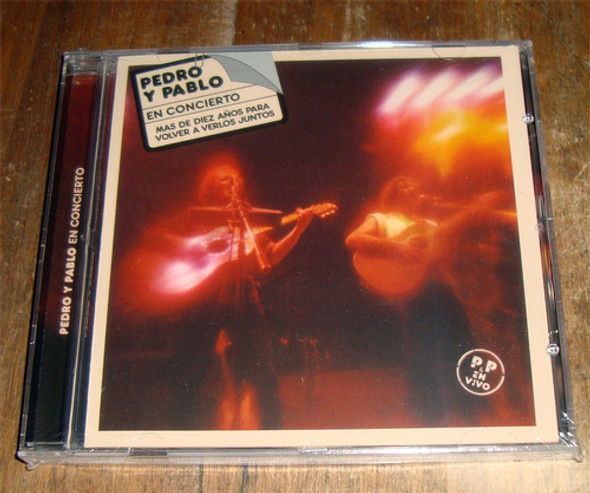 PEDRO
Y PABLO
EN CONCIERTO
MAS DE DIEZ AÑOS PARA
VOLVER A VERLOS JUNTOS
PEDRO Y PABLO EN CONCIERTO
P P
EN
VIVO